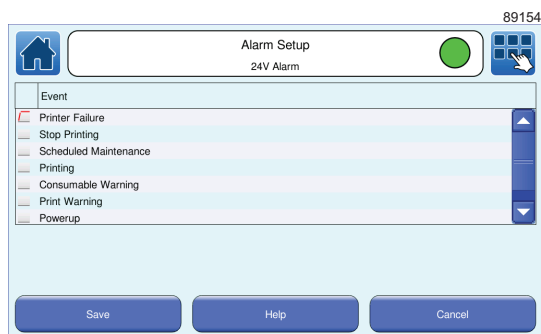 89154
Alarm Setup
24V Alarm
Event
Printer Failure
Stop Printing
Scheduled Maintenance
Printing
Consumable Warning
Print Warning
Powerup
Save Help Cancel